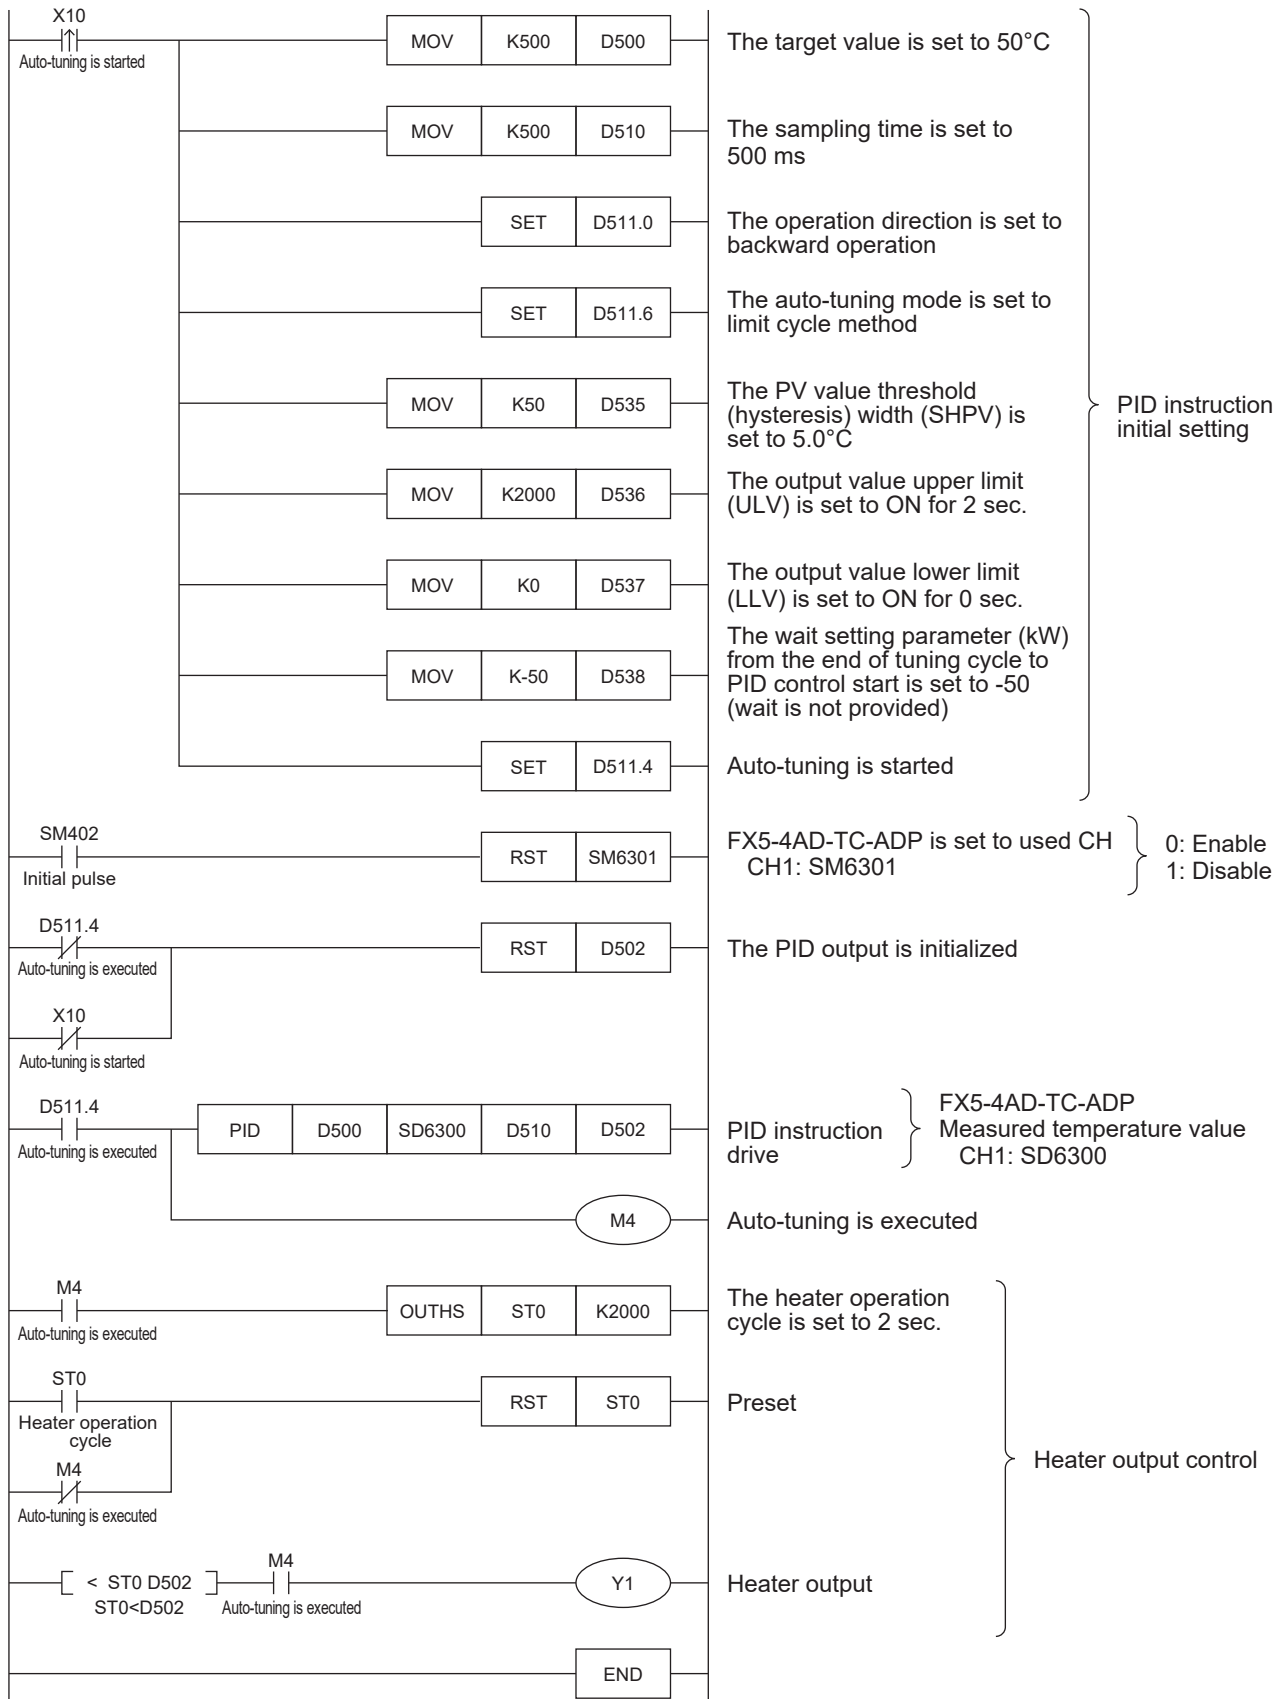 X10
Auto-tuning is started
MOV K500 D500
The target value is set to 50°C
MOV K500 D510
The sampling time is set to
500 ms
SET D511.0
The operation direction is set to
backward operation
SET D511.6
The auto-tuning mode is set to
limit cycle method
MOV K50 D535
The PV value threshold
(hysteresis) width (SHPV) is
set to 5.0°C
PID instruction
initial setting
MOV K2000 D536
The output value upper limit
(ULV) is set to ON for 2 sec.
MOV K0 D537
The output value lower limit
(LLV) is set to ON for 0 sec.
MOV K-50 D538
The wait setting parameter (kW)
from the end of tuning cycle to
PID control start is set to -50
(wait is not provided)
SET D511.4
Auto-tuning is started
SM402
Initial pulse
RST SM6301
FX5-4AD-TC-ADP is set to used CH
CH1: SM6301
0: Enable
1: Disable
D511.4
Auto-tuning is executed
RST D502
The PID output is initialized
X10
Auto-tuning is started
D511.4
Auto-tuning is executed
PID D500 SD6300 D510 D502
PID instruction
drive
FX5-4AD-TC-ADP
Measured temperature value
CH1: SD6300
M4
Auto-tuning is executed
M4
Auto-tuning is executed
OUTHS ST0 K2000
The heater operation
cycle is set to 2 sec.
ST0
Heater operation
cycle
RST ST0
Preset
M4
Auto-tuning is executed
Heater output control
< ST0 D502
ST0<D502
M4
Auto-tuning is executed
Y1
Heater output
END